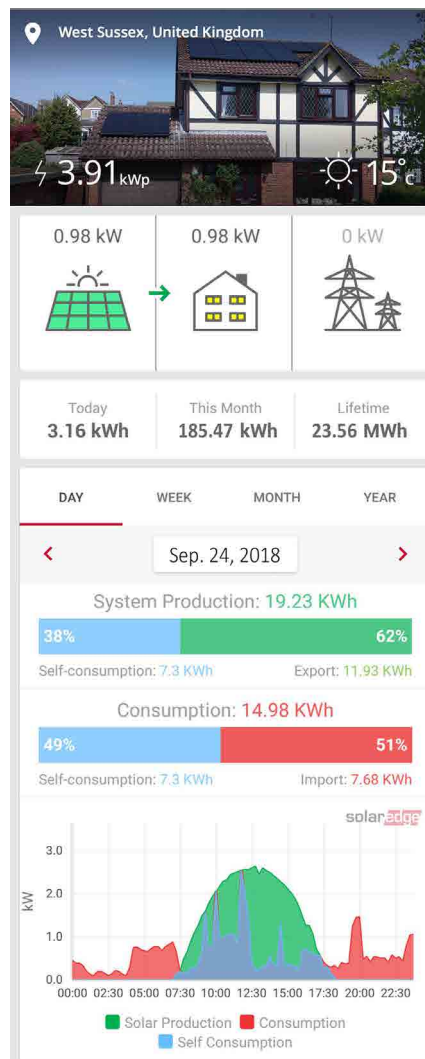 West Sussex, United Kingdom
3.91 kWp
15°c
0.98 kW 0.98 kW 0 kW
Today This Month Lifetime
3.16 kWh 185.47 kWh 23.56 MWh
DAY WEEK MONTH YEAR
< Sep. 24, 2018 >
System Production: 19.23 KWh
38% 62%
Self-consumption: 7.3 KWh Export: 11,93 KWh
Consumption: 14.98 KWh
49% 51%
Self-consumption: 7.3 KWh Import: 7.68 KWh
solaredge
3.0
2.0
kW
1.0
0.0
00:00 02:30 05:00 07:30 10:00 12:30 15:00 17:30 20:00 22:30
Solar Production Consumption
Self Consumption